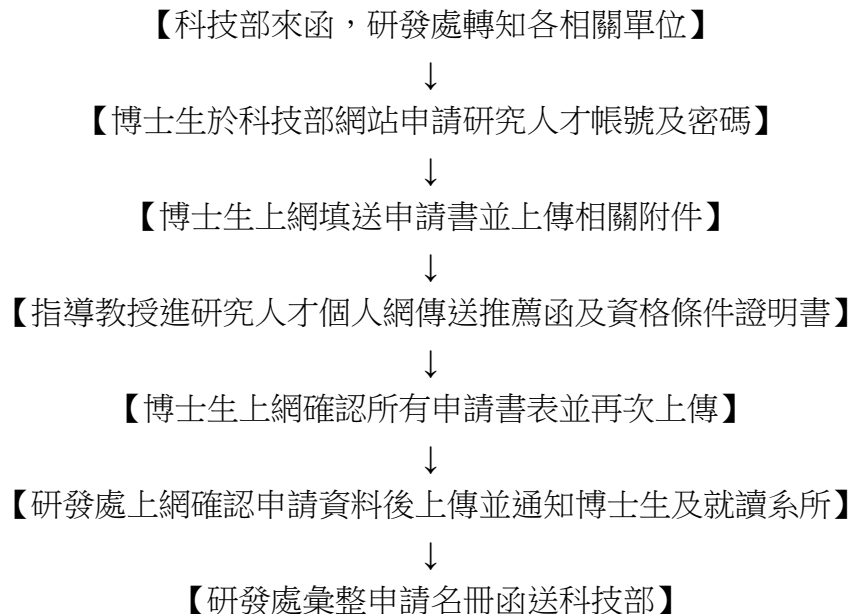 【科技部來函，研發處轉知各相關單位】
↓
【博士生於科技部網站申請研究人才帳號及密碼】
↓
【博士生上網填送申請書並上傳相關附件】
↓
【指導教授進研究人才個人網傳送推薦函及資格條件證明書】
↓
【博士生上網確認所有申請書表並再次上傳】
↓
【研發處上網確認申請資料後上傳並通知博士生及就讀系所】
↓
【研發處彙整申請名冊函送科技部】